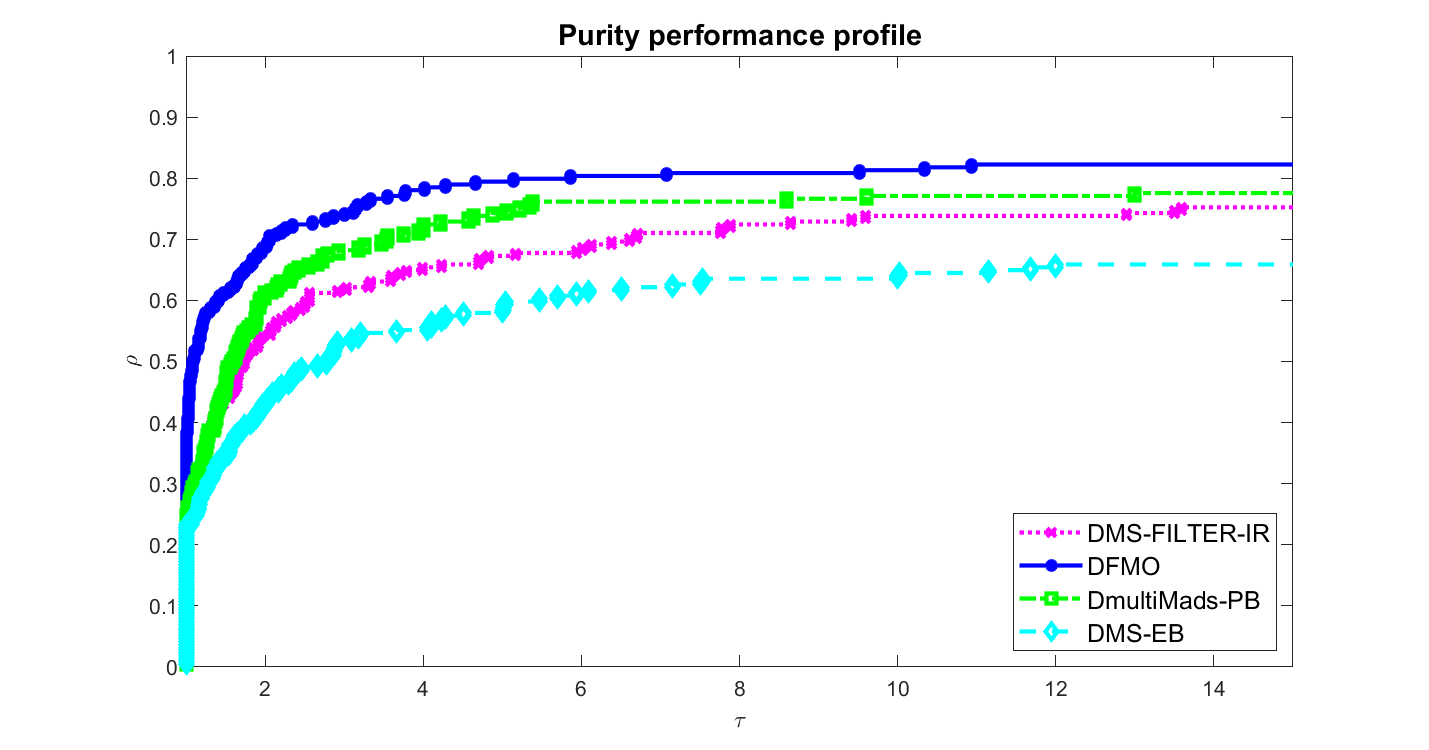 Purity performance profile
1
0.9
0.8
0.7
0.6
0.5
0.4
0.3
0.2
0.1
0
ρ
2 4 6 8 10 12 14
τ
DMS-FILTER-IR
DFMO
DmultiMads-PB
DMS-EB